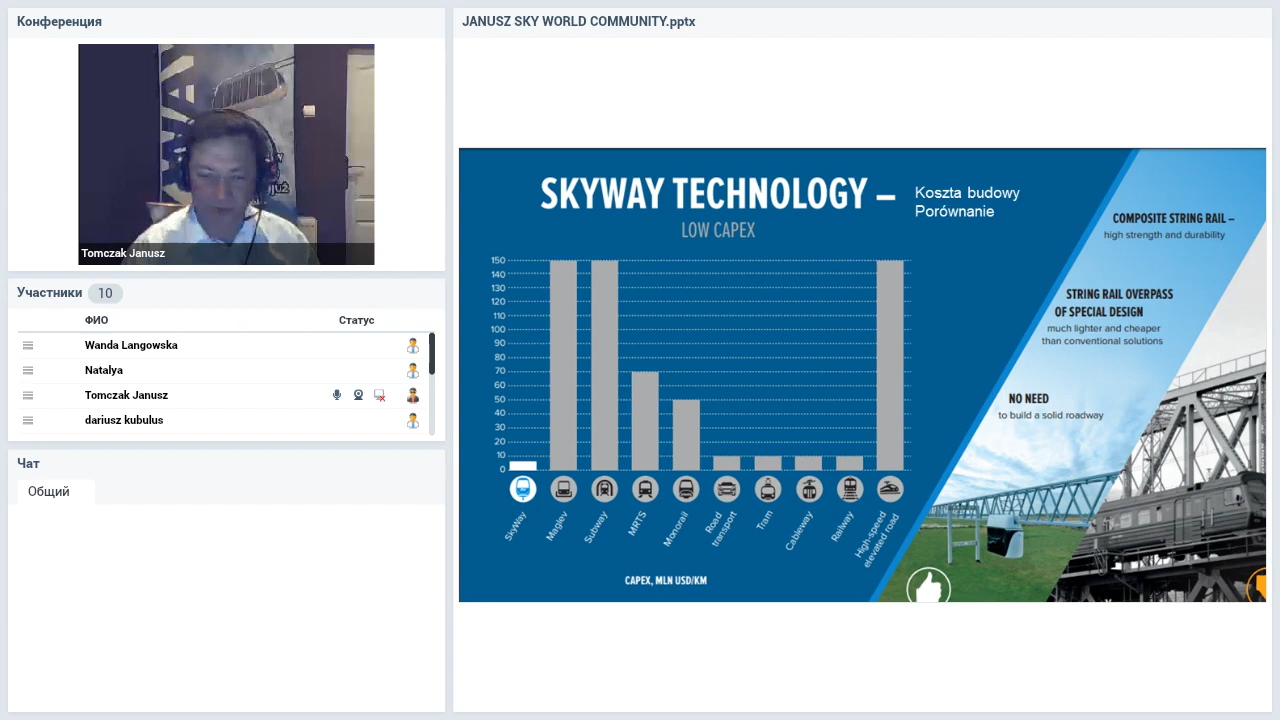 Конференция
Tomczak Janusz
Участники 10
ФИО Статус
Wanda Langowska
Natalya
Tomczak Janusz
dariusz kubulus
Чат
Общий
JANUSZ SKY WORLD COMMUNITY.pptx
SKYWAY TECHNOLOGY – Koszta budowy
Porównanie
LOW CAPEX
150
140
130
120
110
100
90
80
70
60
50
40
30
20
10
0
SkyWay
Maglev
Subway
MRTS
Monorail
Road
transport
Tram
Cableway
Railway
High-speed
elevated road
CAPEX, MLN USD/KM
COMPOSITE STRING RAIL –
high strength and durability
STRING RAIL OVERPASS
OF SPECIAL DESIGN
much lighter and cheaper
than conventional solutions
NO NEED
to build a solid roadway